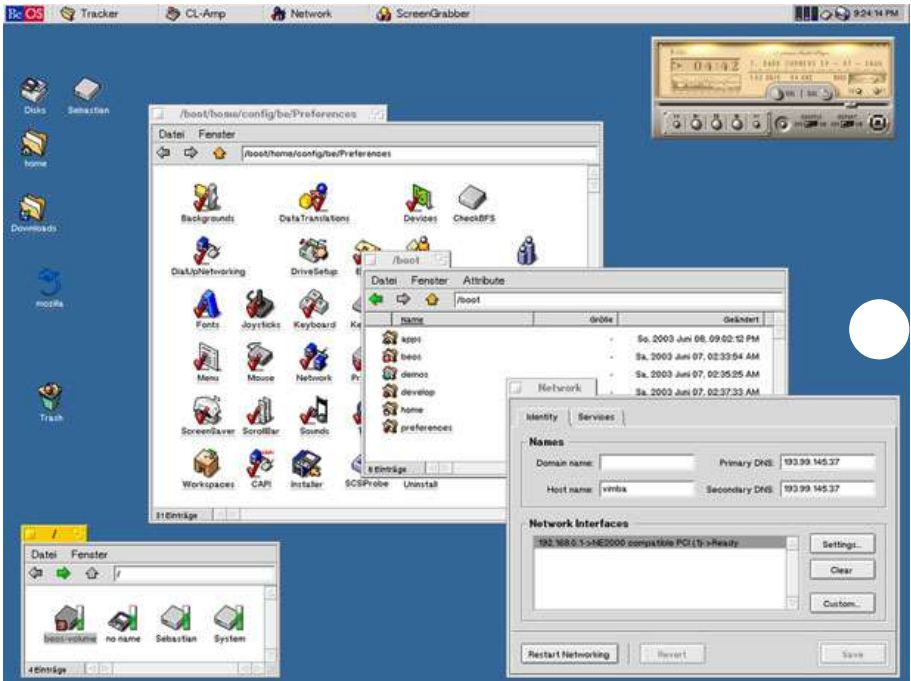 BeOS Tracker CL-Amp Network ScreenGrabber 9:24:14 PM
04:42
Disks Sebastian
home
Downloads
mozilla
Trash
/boot/home/config/be/Preferences
Datei Fenster
/boot/home/config/be/Preferences
Backgrounds DataTranslations Devices CheckBFS
DialUpNetworking DriveSetup
Fonts Joysticks Keyboard
Menu Mouse Network
ScreenSaver ScrollBar Sounds
Workspaces CAPI Installer SCSIProbe Uninstall
31 Einträge
/boot
Datei Fenster Attribute
/boot
Name Größe Geändert
apps - So, 2003 Juni 08, 09:02:12 PM
beos - Sa, 2003 Juni 07, 02:33:54 AM
demos - Sa, 2003 Juni 07, 02:35:25 AM
develop - Sa, 2003 Juni 07, 02:37:33 AM
home
preferences
6 Einträge
Network
Identity Services
Names
Domain name: Primary DNS: 193.99.145.37
Host name: vimba Secondary DNS: 193.99.145.37
Network Interfaces
192.168.0.1->NE2000 compatible PCI (1)->Ready
Settings...
Clear
Custom...
Restart Networking Revert Save
/
Datei Fenster
/
beos-volume no name Sebastian System
4 Einträge